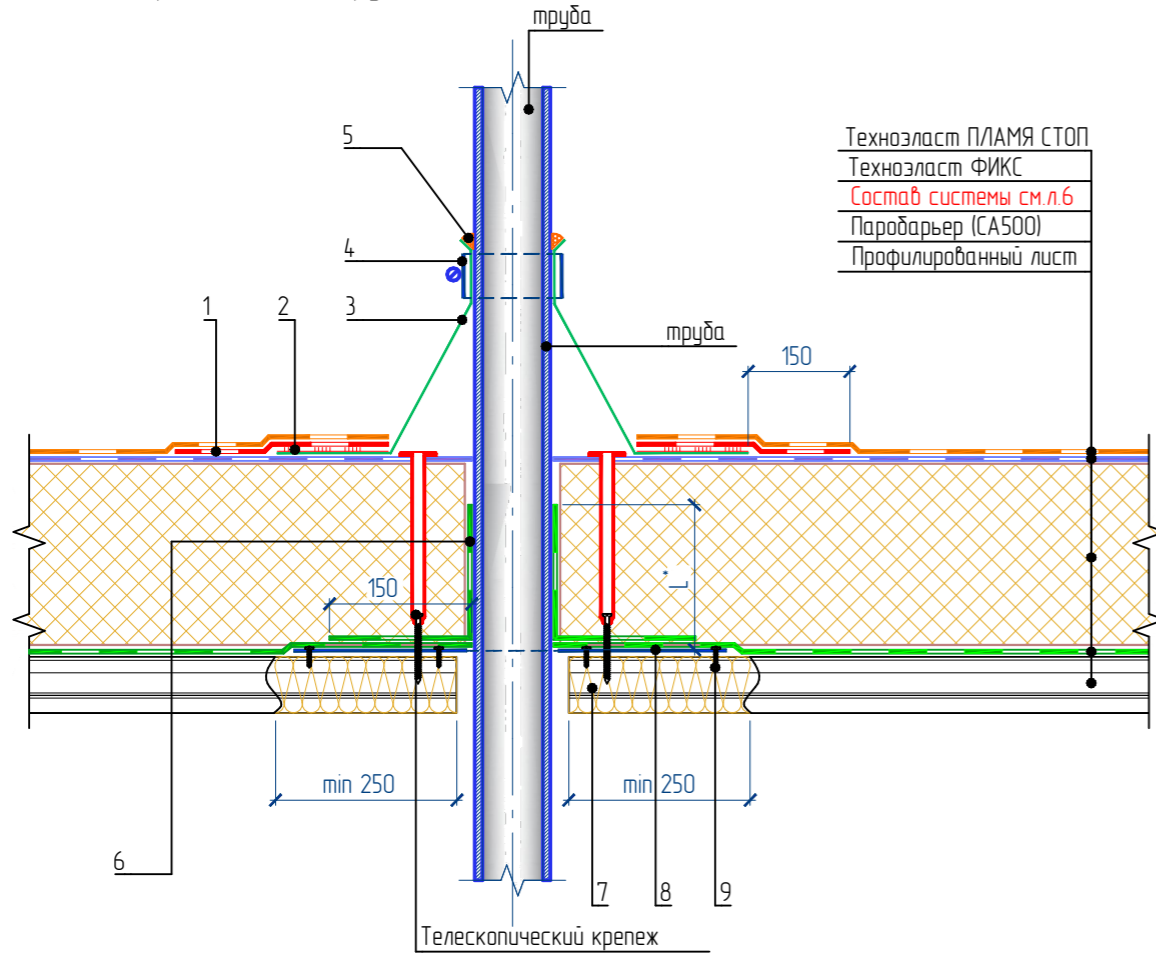 труба
5
Техноэласт ПЛАМЯ СТОП
Техноэласт ФИКС
Состав системы см.л.6
Паробарьер (СА500)
Профилированный лист
4
1
2
3
труба
150
150
L*
min 250
min 250
6
7
8
9
Телескопический крепеж